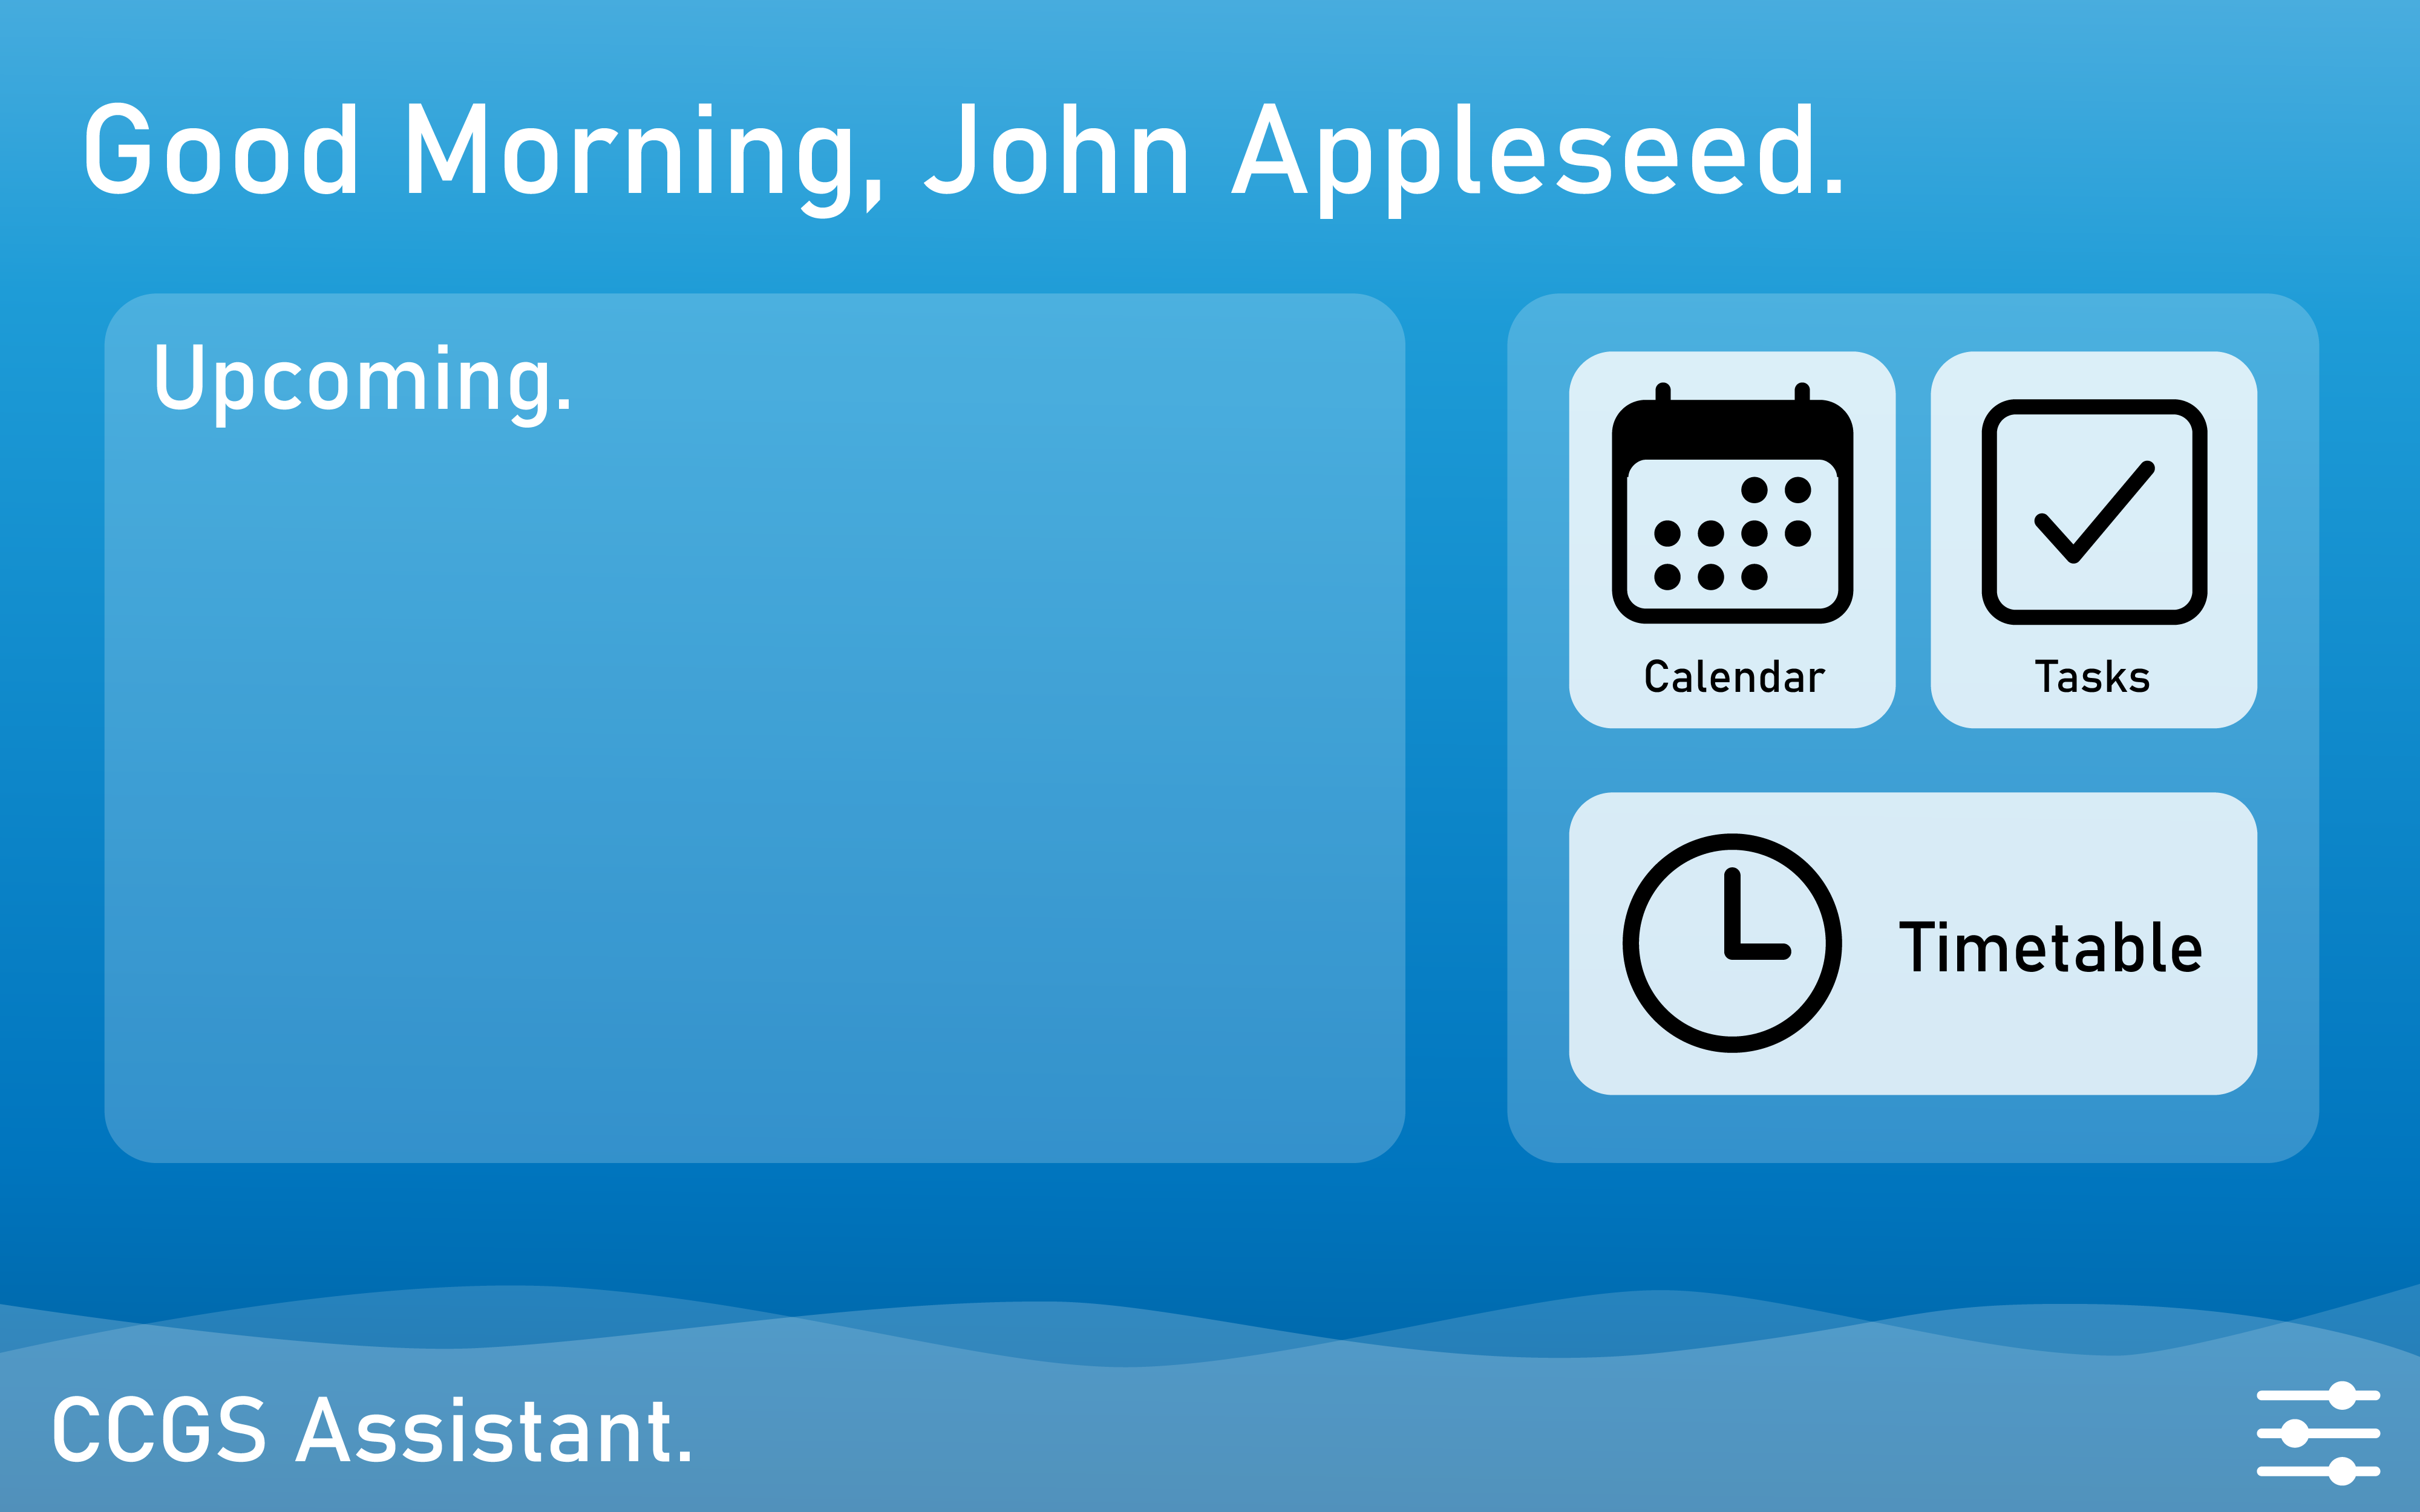 Good Morning, John Appleseed.
Upcoming.
Calendar
Tasks
Timetable
CCGS Assistant.